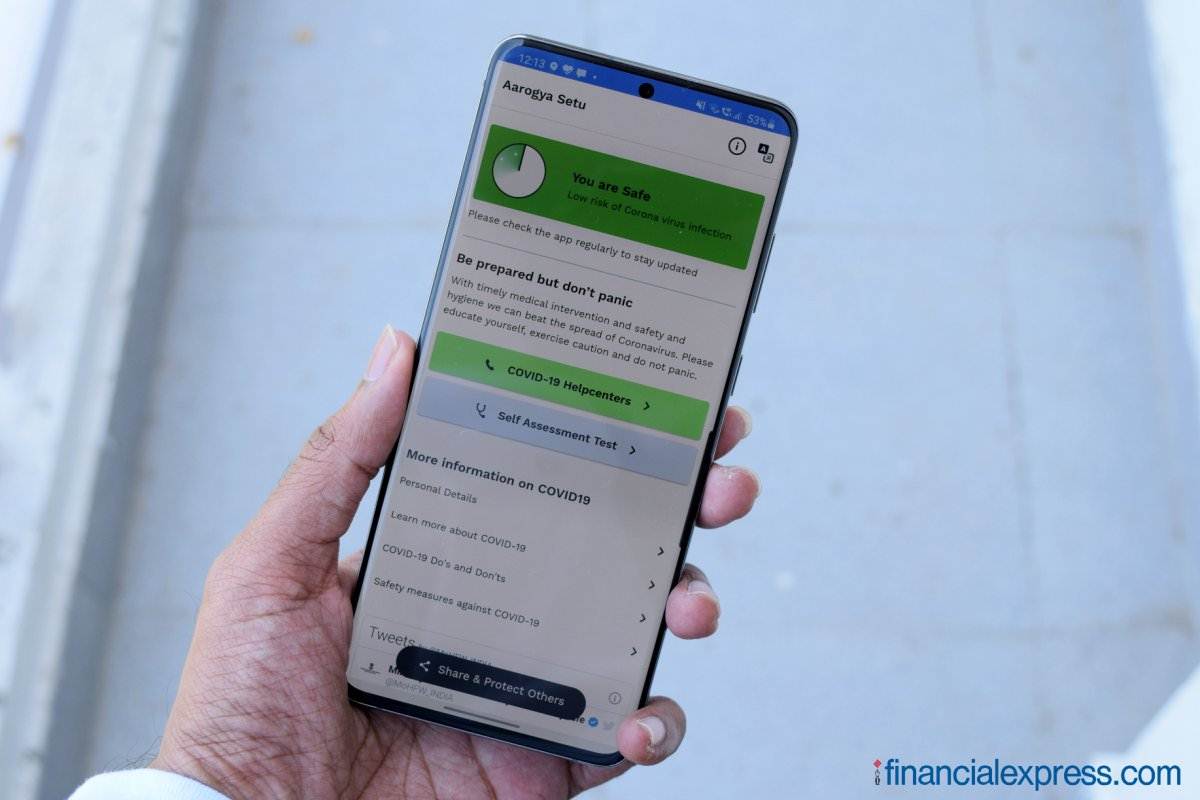 12:13
53%
Aarogya Setu
You are Safe
Low risk of Corona virus infection
Please check the app regularly to stay updated
Be prepared but don't panic
With timely medical intervention and safety and
hygiene we can beat the spread of Coronavirus. Please
educate yourself, exercise caution and do not panic.
COVID-19 Helpcenters
Self Assessment Test
More information on COVID19
Personal Details
Learn more about COVID-19
COVID-19 Do's and Don'ts
Safety measures against COVID-19
Tweets
Share & Protect Others
@MoHFW_INDIA
financialexpress.com